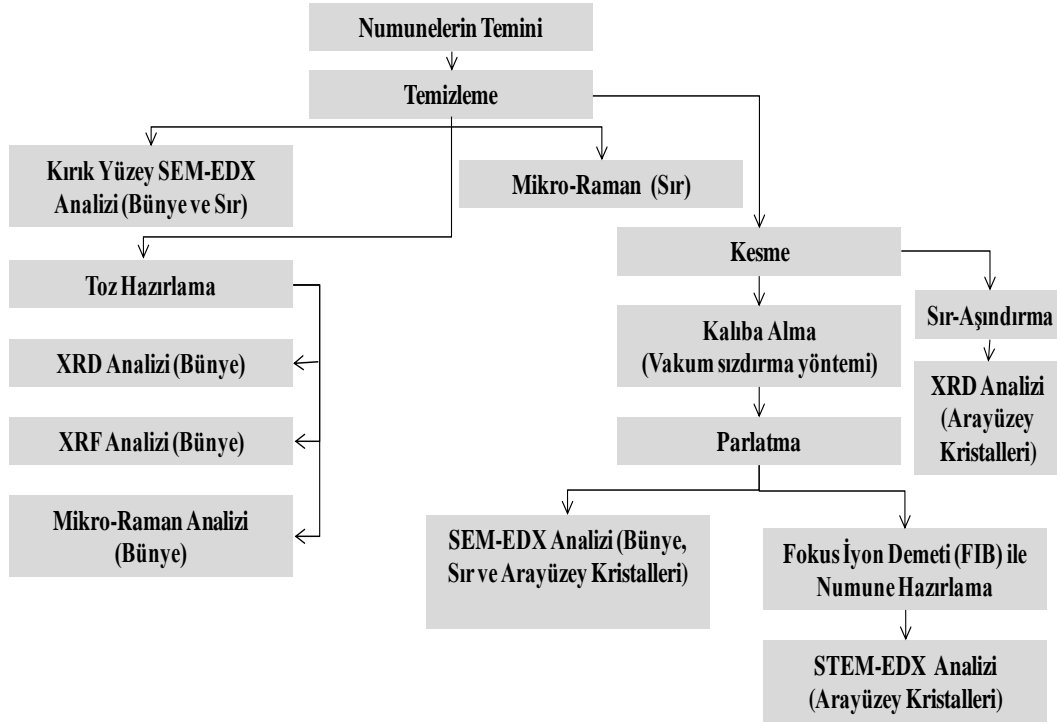 Numunelerin Temini
Temizleme
Kırık Yüzey SEM-EDX
Analizi (Bünye ve Sır)
Mikro-Raman (Sır)
Toz Hazırlama
XRD Analizi (Bünye)
XRF Analizi (Bünye)
Mikro-Raman Analizi
(Bünye)
Kesme
Kalıba Alma
(Vakum sızdırma yöntemi)
Parlatma
Sır-Aşındırma
XRD Analizi
(Arayüzey
Kristalleri)
SEM-EDX Analizi (Bünye,
Sır ve Arayüzey Kristalleri)
Fokus İyon Demeti (FIB) ile
Numune Hazırlama
STEM-EDX Analizi
(Arayüzey Kristalleri)